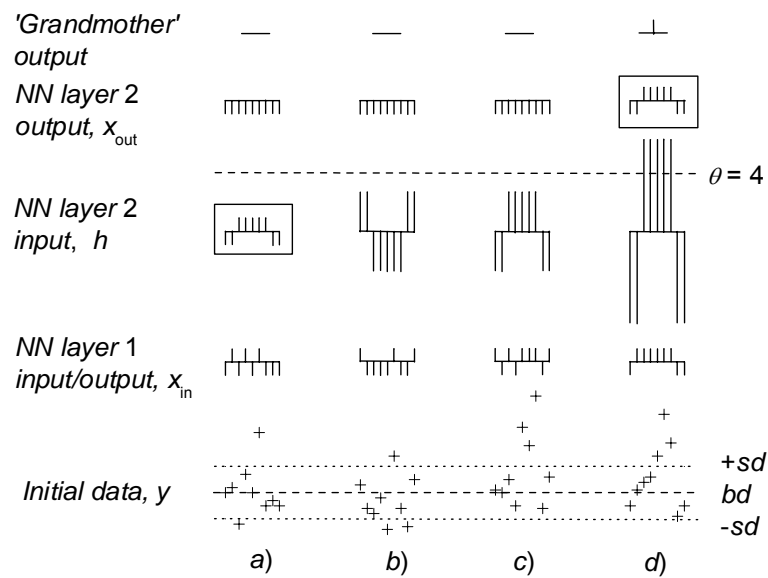 'Grandmother'
output
NN layer 2
output, x_out
θ = 4
NN layer 2
input, h
NN layer 1
input/output, x_in
+sd
Initial data, y
bd
-sd
a) b) c) d)